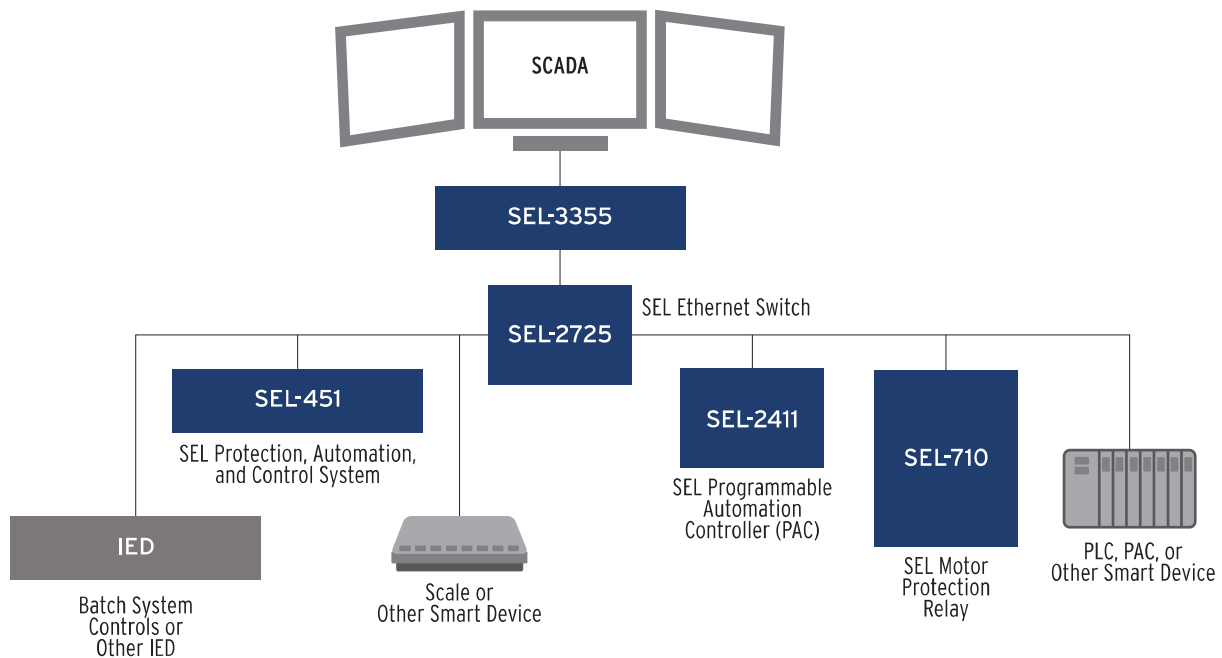 SCADA
SEL-3355
SEL-2725
SEL Ethernet Switch
SEL-451
SEL Protection, Automation,
and Control System
SEL-2411
SEL Programmable
Automation
Controller (PAC)
SEL-710
SEL Motor
Protection
Relay
IED
Batch System
Controls or
Other IED
Scale or
Other Smart Device
PLC, PAC, or
Other Smart Device